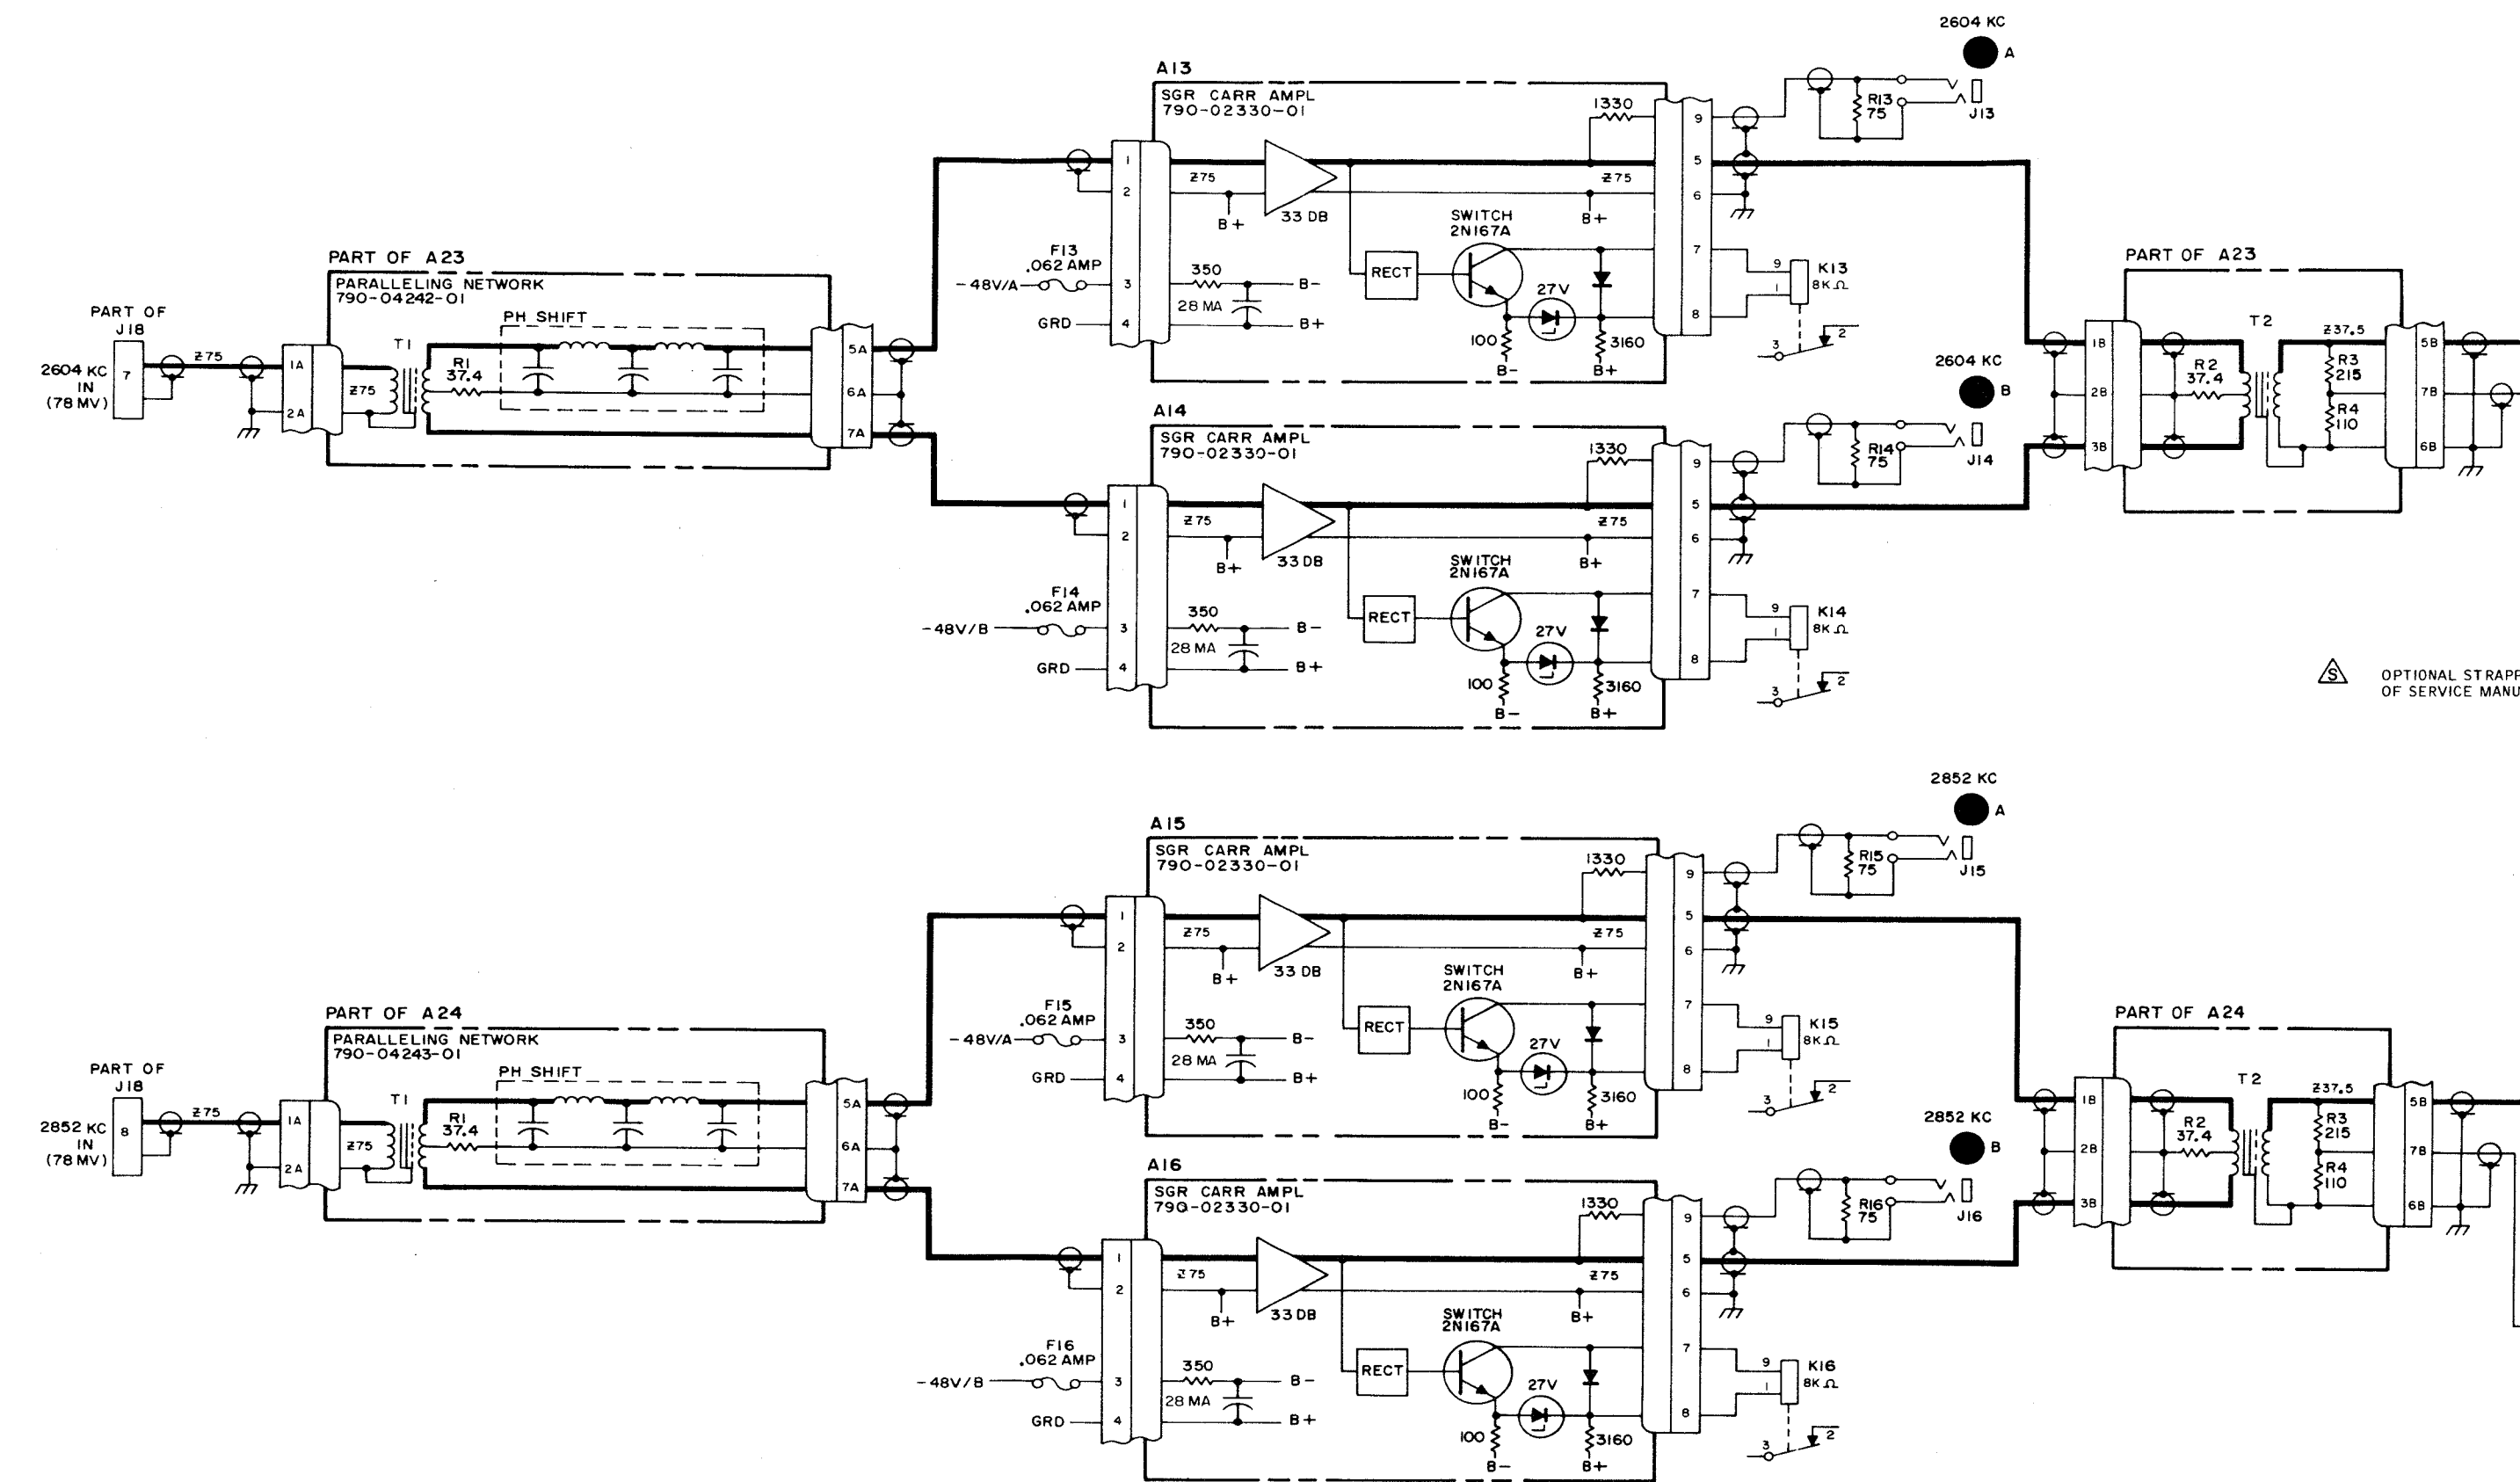 2604 KC
A
A13
SGR CARR AMPL
790-02330-01
1330
9
R13
75
J13
1
Z75
5
Z75
2
33 DB
6
B+
B+
SWITCH
2N167A
7
F13
.062 AMP
RECT
9
K13
8KΩ
-48V/A
3
350
B-
27V
1
28 MA
GRD
4
B+
8
100
3160
3
2
B-
B+
PART OF A23
PARALLELING NETWORK
790-04242-01
PART OF
J18
7
2604 KC
IN
(78 MV)
Z75
1A
2A
Z75
T1
R1
37.4
PH SHIFT
5A
6A
7A
PART OF A23
T2
Z37.5
1B
2B
3B
R2
37.4
R3
215
R4
110
5B
7B
6B
2604 KC
B
A14
SGR CARR AMPL
790-02330-01
1330
9
R14
75
J14
1
Z75
5
Z75
2
33 DB
6
B+
B+
SWITCH
2N167A
7
F14
.062 AMP
RECT
9
K14
8KΩ
-48V/B
3
350
B-
27V
1
28 MA
GRD
4
B+
8
100
3160
3
2
B-
B+
S
OPTIONAL STRAPP
OF SERVICE MANU
2852 KC
A
A15
SGR CARR AMPL
790-02330-01
1330
9
R15
75
J15
1
Z75
5
Z75
2
33 DB
6
B+
B+
SWITCH
2N167A
7
F15
.062 AMP
RECT
9
K15
8KΩ
-48V/A
3
350
B-
27V
1
28 MA
GRD
4
B+
8
100
3160
3
2
B-
B+
PART OF A24
PARALLELING NETWORK
790-04243-01
PART OF
J18
8
2852 KC
IN
(78 MV)
Z75
1A
2A
Z75
T1
R1
37.4
PH SHIFT
5A
6A
7A
PART OF A24
T2
Z37.5
1B
2B
3B
R2
37.4
R3
215
R4
110
5B
7B
6B
2852 KC
B
A16
SGR CARR AMPL
790-02330-01
1330
9
R16
75
J16
1
Z75
5
Z75
2
33 DB
6
B+
B+
SWITCH
2N167A
7
F16
.062 AMP
RECT
9
K16
8KΩ
-48V/B
3
350
B-
27V
1
28 MA
GRD
4
B+
8
100
3160
3
2
B-
B+